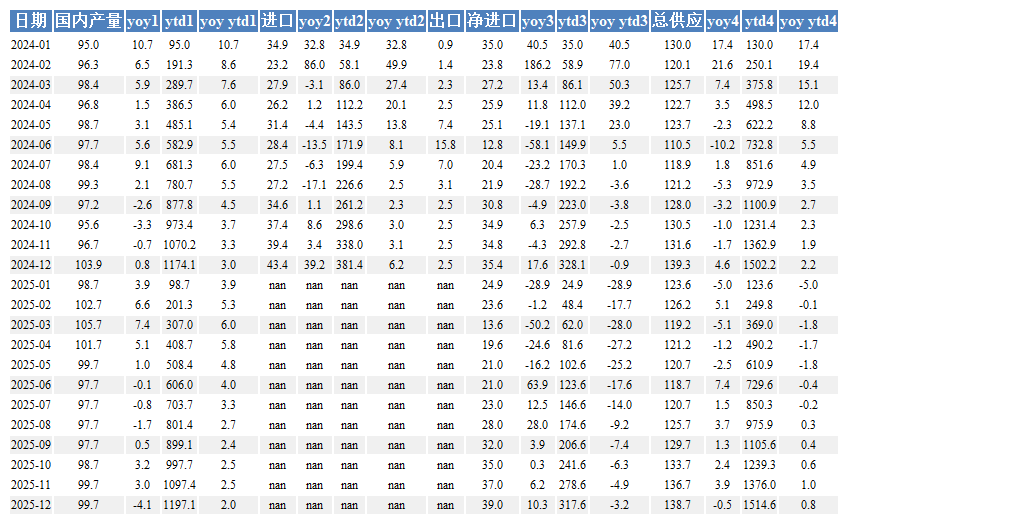 日期 国内产量 yoy1 ytd1 yoy ytd1 进口 yoy2 ytd2 yoy ytd2 出口 净进口 yoy3 ytd3 yoy ytd3 总供应 yoy4 ytd4 yoy ytd4
2024-01 95.0 10.7 95.0 10.7 34.9 32.8 34.9 32.8 0.9 35.0 40.5 35.0 40.5 130.0 17.4 130.0 17.4
2024-02 96.3 6.5 191.3 8.6 23.2 86.0 58.1 49.9 1.4 23.8 186.2 58.9 77.0 120.1 21.6 250.1 19.4
2024-03 98.4 5.9 289.7 7.6 27.9 -3.1 86.0 27.4 2.3 27.2 13.4 86.1 50.3 125.7 7.4 375.8 15.1
2024-04 96.8 1.5 386.5 6.0 26.2 1.2 112.2 20.1 2.5 25.9 11.8 112.0 39.2 122.7 3.5 498.5 12.0
2024-05 98.7 3.1 485.1 5.4 31.4 -4.4 143.5 13.8 7.4 25.1 -19.1 137.1 23.0 123.7 -2.3 622.2 8.8
2024-06 97.7 5.6 582.9 5.5 28.4 -13.5 171.9 8.1 15.8 12.8 -58.1 149.9 5.5 110.5 -10.2 732.8 5.5
2024-07 98.4 9.1 681.3 6.0 27.5 -6.3 199.4 5.9 7.0 20.4 -23.2 170.3 1.0 118.9 1.8 851.6 4.9
2024-08 99.3 2.1 780.7 5.5 27.2 -17.1 226.6 2.5 3.1 21.9 -28.7 192.2 -3.6 121.2 -5.3 972.9 3.5
2024-09 97.2 -2.6 877.8 4.5 34.6 1.1 261.2 2.3 2.5 30.8 -4.9 223.0 -3.8 128.0 -3.2 1100.9 2.7
2024-10 95.6 -3.3 973.4 3.7 37.4 8.6 298.6 3.0 2.5 34.9 6.3 257.9 -2.5 130.5 -1.0 1231.4 2.3
2024-11 96.7 -0.7 1070.2 3.3 39.4 3.4 338.0 3.1 2.5 34.8 -4.3 292.8 -2.7 131.6 -1.7 1362.9 1.9
2024-12 103.9 0.8 1174.1 3.0 43.4 39.2 381.4 6.2 2.5 35.4 17.6 328.1 -0.9 139.3 4.6 1502.2 2.2
2025-01 98.7 3.9 98.7 3.9 nan nan nan nan nan 24.9 -28.9 24.9 -28.9 123.6 -5.0 123.6 -5.0
2025-02 102.7 6.6 201.3 5.3 nan nan nan nan nan 23.6 -1.2 48.4 -17.7 126.2 5.1 249.8 -0.1
2025-03 105.7 7.4 307.0 6.0 nan nan nan nan nan 13.6 -50.2 62.0 -28.0 119.2 -5.1 369.0 -1.8
2025-04 101.7 5.1 408.7 5.8 nan nan nan nan nan 19.6 -24.6 81.6 -27.2 121.2 -1.2 490.2 -1.7
2025-05 99.7 1.0 508.4 4.8 nan nan nan nan nan 21.0 -16.2 102.6 -25.2 120.7 -2.5 610.9 -1.8
2025-06 97.7 -0.1 606.0 4.0 nan nan nan nan nan 21.0 63.9 123.6 -17.6 118.7 7.4 729.6 -0.4
2025-07 97.7 -0.8 703.7 3.3 nan nan nan nan nan 23.0 12.5 146.6 -14.0 120.7 1.5 850.3 -0.2
2025-08 97.7 -1.7 801.4 2.7 nan nan nan nan nan 28.0 28.0 174.6 -9.2 125.7 3.7 975.9 0.3
2025-09 97.7 0.5 899.1 2.4 nan nan nan nan nan 32.0 3.9 206.6 -7.4 129.7 1.3 1105.6 0.4
2025-10 98.7 3.2 997.7 2.5 nan nan nan nan nan 35.0 0.3 241.6 -6.3 133.7 2.4 1239.3 0.6
2025-11 99.7 3.0 1097.4 2.5 nan nan nan nan nan 37.0 6.2 278.6 -4.9 136.7 3.9 1376.0 1.0
2025-12 99.7 -4.1 1197.1 2.0 nan nan nan nan nan 39.0 10.3 317.6 -3.2 138.7 -0.5 1514.6 0.8